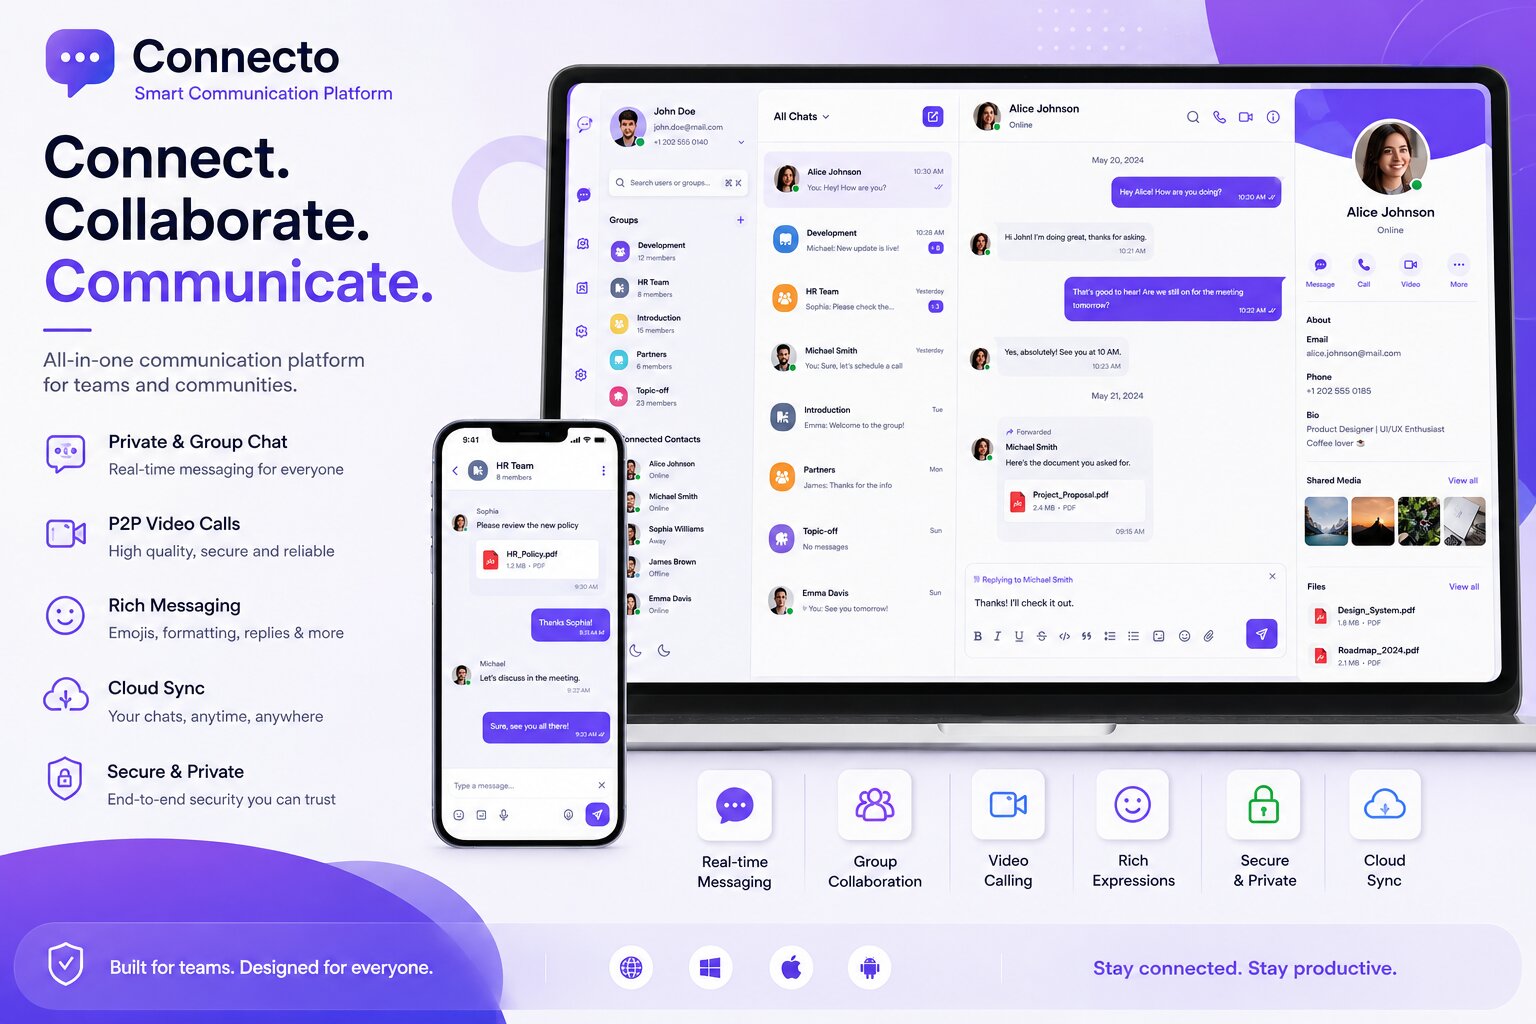 Connecto
Smart Communication Platform
Connect.
Collaborate.
Communicate.
All-in-one communication platform
for teams and communities.
Private & Group Chat
Real-time messaging for everyone
P2P Video Calls
High quality, secure and reliable
Rich Messaging
Emojis, formatting, replies & more
Cloud Sync
Your chats, anytime, anywhere
Secure & Private
End-to-end security you can trust
John Doe
john.doe@mail.com
+1 202 555 0140
Search users or groups...
⌘ K
Groups
+
Development
12 members
HR Team
8 members
Introduction
15 members
Partners
6 members
Topic-off
23 members
onnected Contacts
Alice Johnson
Online
Michael Smith
Online
Sophia Williams
Away
James Brown
Offline
Emma Davis
Online
All Chats
Alice Johnson
10:30 AM
You: Hey! How are you?
Development
10:28 AM
Michael: New update is live!
HR Team
Yesterday
Sophia: Please check the...
Michael Smith
Yesterday
You: Sure, let's schedule a call
Introduction
Tue
Emma: Welcome to the group!
Partners
Mon
James: Thanks for the info
Topic-off
Sun
No messages
Emma Davis
Sun
You: See you tomorrow!
Alice Johnson
Online
May 20, 2024
Hey Alice! How are you doing?
10:20 AM
Hi John! I'm doing great, thanks for asking.
10:21 AM
That's good to hear! Are we still on for the meeting
tomorrow?
10:22 AM
Yes, absolutely! See you at 10 AM.
10:23 AM
May 21, 2024
Forwarded
Michael Smith
Here's the document you asked for.
Project_Proposal.pdf
2.4 MB • PDF
09:15 AM
Replying to Michael Smith
Thanks! I'll check it out.
B I U S </> 99
Alice Johnson
Online
Message
Call
Video
More
About
Email
alice.johnson@mail.com
Phone
+1 202 555 0185
Bio
Product Designer | UI/UX Enthusiast
Coffee lover ☕
Shared Media
View all
Files
View all
Design_System.pdf
1.8 MB • PDF
Roadmap_2024.pdf
2.1 MB • PDF
9:41
HR Team
8 members
Sophia
Please review the new policy
HR_Policy.pdf
1.2 MB • PDF
9:30 AM
Thanks Sophia!
Michael
Let's discuss in the meeting.
9:32 AM
Sure, see you all there!
9:33 AM
Type a message...
Real-time
Messaging
Group
Collaboration
Video
Calling
Rich
Expressions
Secure
& Private
Cloud
Sync
Built for teams. Designed for everyone.
Stay connected. Stay productive.